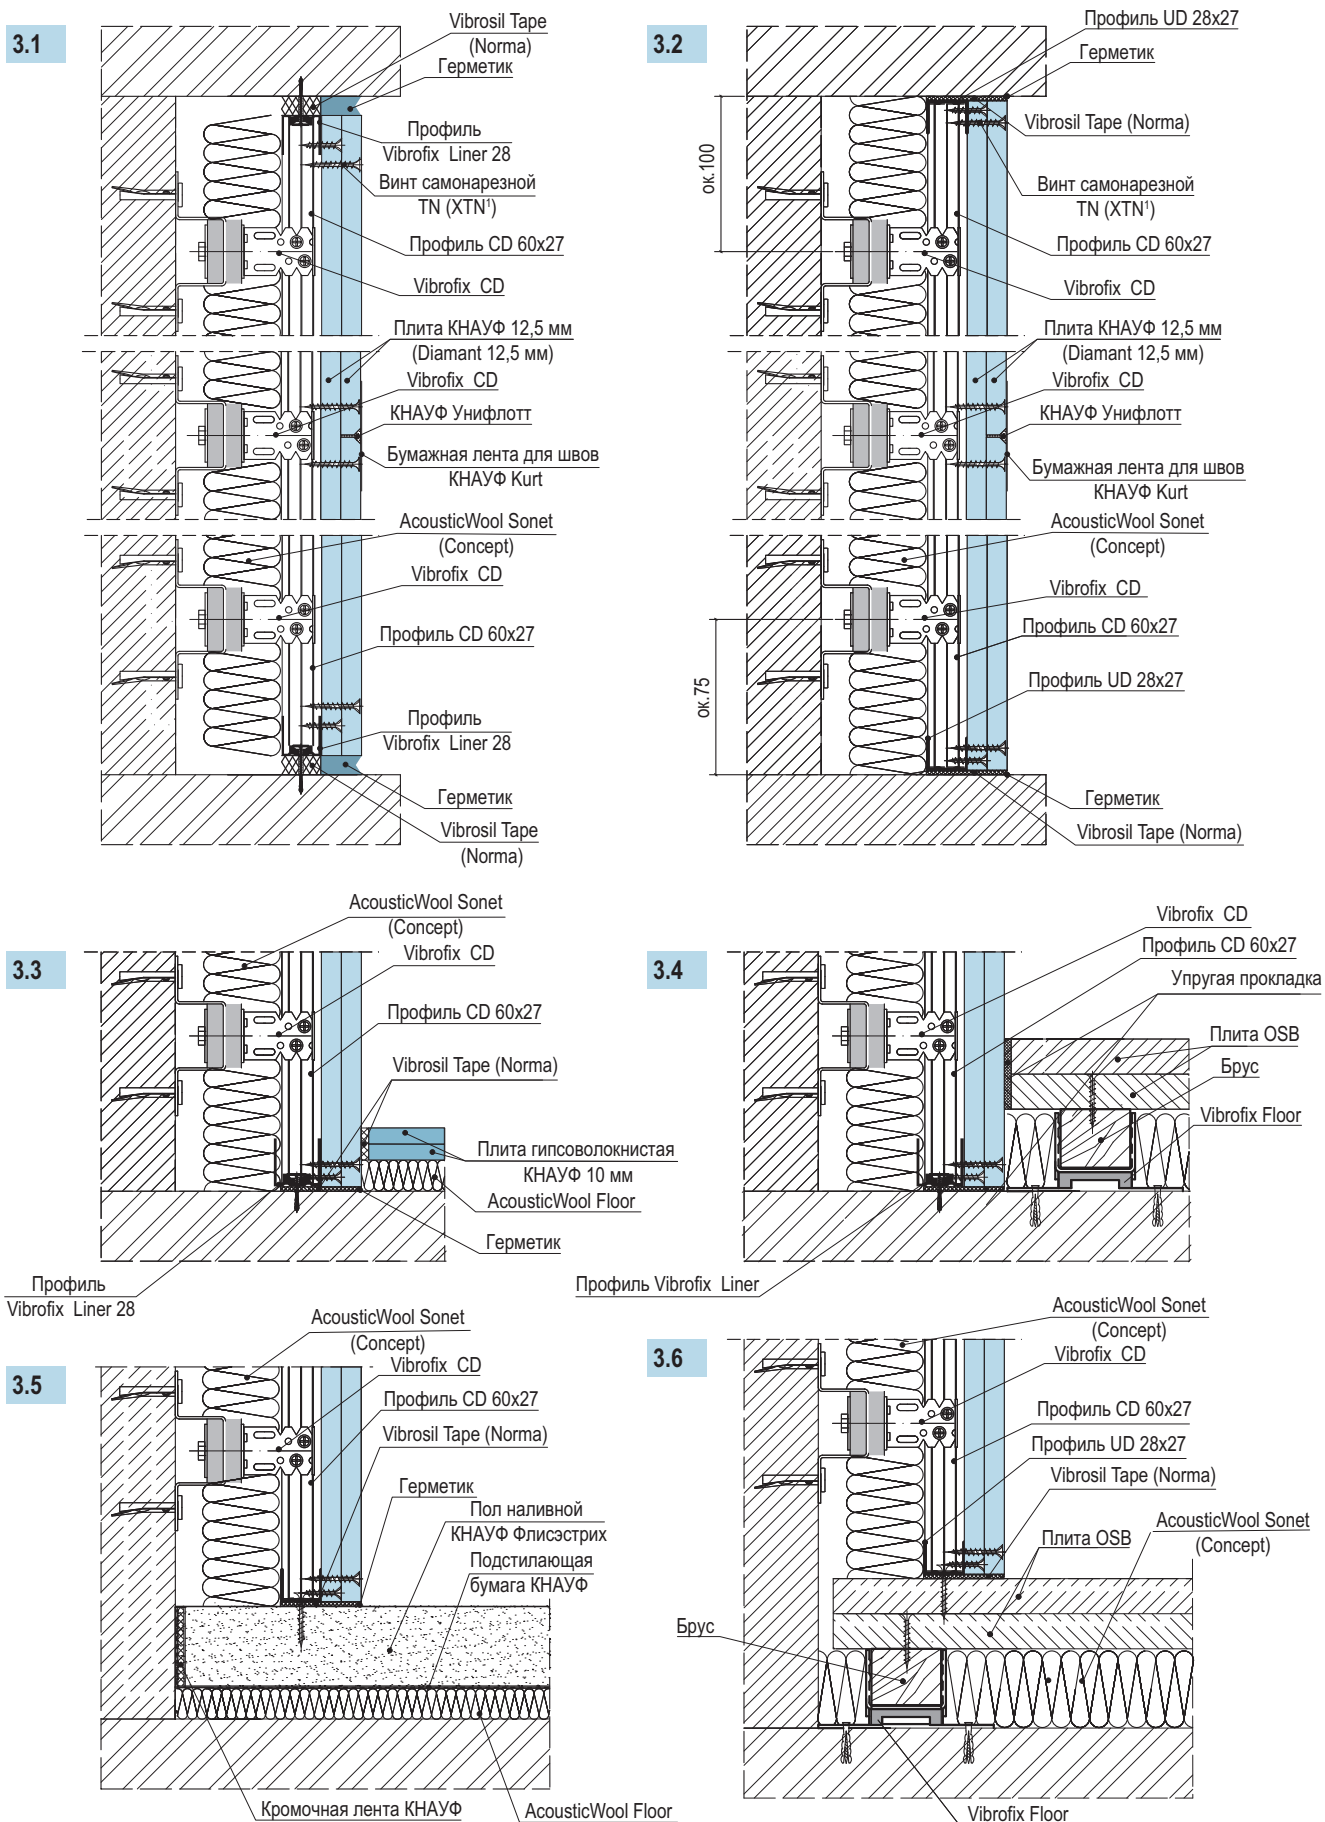 3.1
Vibrosil Tape
(Norma)
Герметик
Профиль
Vibrofix Liner 28
Винт самонарезной
TN (XTN¹)
Профиль CD 60x27
Vibrofix CD
Плита КНАУФ 12,5 мм
(Diamant 12,5 мм)
Vibrofix CD
КНАУФ Унифлотт
Бумажная лента для швов
КНАУФ Kurt
AcousticWool Sonet
(Concept)
Vibrofix CD
Профиль CD 60x27
Профиль
Vibrofix Liner 28
Герметик
Vibrosil Tape
(Norma)
3.2
Профиль UD 28x27
Герметик
Vibrosil Tape (Norma)
ок.100
Винт самонарезной
TN (XTN¹)
Профиль CD 60x27
Vibrofix CD
Плита КНАУФ 12,5 мм
(Diamant 12,5 мм)
Vibrofix CD
КНАУФ Унифлотт
Бумажная лента для швов
КНАУФ Kurt
AcousticWool Sonet
(Concept)
Vibrofix CD
Профиль CD 60x27
ок.75
Профиль UD 28x27
Герметик
Vibrosil Tape (Norma)
3.3
AcousticWool Sonet
(Concept)
Vibrofix CD
Профиль CD 60x27
Vibrosil Tape (Norma)
Плита гипсоволокнистая
КНАУФ 10 мм
AcousticWool Floor
Герметик
Профиль
Vibrofix Liner 28
3.4
Vibrofix CD
Профиль CD 60x27
Упругая прокладка
Плита OSB
Брус
Vibrofix Floor
Профиль Vibrofix Liner
3.5
AcousticWool Sonet
(Concept)
Vibrofix CD
Профиль CD 60x27
Vibrosil Tape (Norma)
Герметик
Пол наливной
КНАУФ Флисэстрих
Подстилающая
бумага КНАУФ
Кромочная лента КНАУФ
AcousticWool Floor
3.6
AcousticWool Sonet
(Concept)
Vibrofix CD
Профиль CD 60x27
Профиль UD 28x27
Vibrosil Tape (Norma)
Плита OSB
AcousticWool Sonet
(Concept)
Брус
Vibrofix Floor